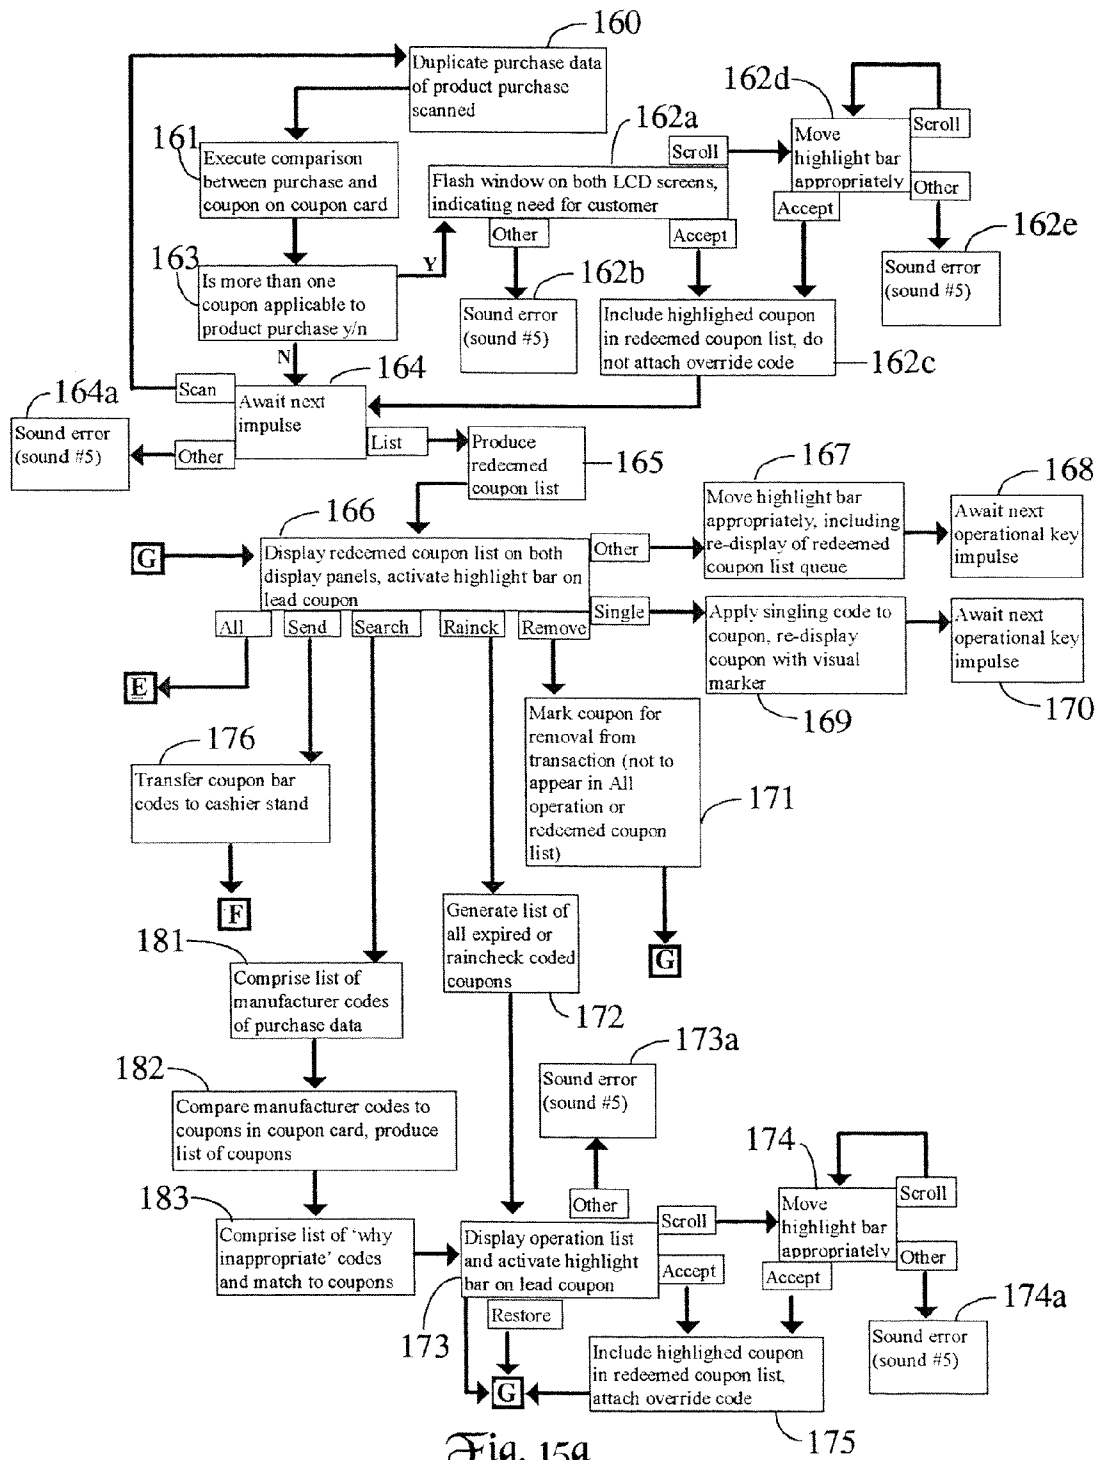 160
Duplicate purchase data
of product purchase
scanned
161
Execute comparison
between purchase and
coupon on coupon card
162a
Scroll
Flash window on both LCD screens,
indicating need for customer
Other
Accept
162d
Move
highlight bar
appropriately
Scroll
Other
Accept
162e
Sound error
(sound #5)
163
Is more than one
coupon applicable to
product purchase y/n
Y
N
162b
Sound error
(sound #5)
Include highlighed coupon
in redeemed coupon list, do
not attach override code
162c
164
Scan
Await next
impulse
List
Other
164a
Sound error
(sound #5)
Produce
redeemed
coupon list
165
166
G
Display redeemed coupon list on both
display panels, activate highlight bar on
lead coupon
Other
Single
All
Send
Search
Rainck
Remove
167
Move highlight bar
appropriately, including
re-display of redeemed
coupon list queue
168
Await next
operational key
impulse
Apply singling code to
coupon, re-display
coupon with visual
marker
169
Await next
operational key
impulse
170
E
176
Transfer coupon bar
codes to cashier stand
F
Mark coupon for
removal from
transaction (not to
appear in All
operation or
redeemed coupon
list)
171
G
Generate list of
all expired or
raincheck coded
coupons
172
181
Comprise list of
manufacturer codes
of purchase data
182
Compare manufacturer codes to
coupons in coupon card, produce
list of coupons
183
Comprise list of 'why
inappropriate' codes
and match to coupons
173a
Sound error
(sound #5)
Other
Display operation list
and activate highlight
bar on lead coupon
Scroll
Accept
Restore
173
174
Move
highlight bar
appropriately
Scroll
Other
Accept
174a
Sound error
(sound #5)
G
Include highlighed coupon
in redeemed coupon list,
attach override code
175
Fig. 15a